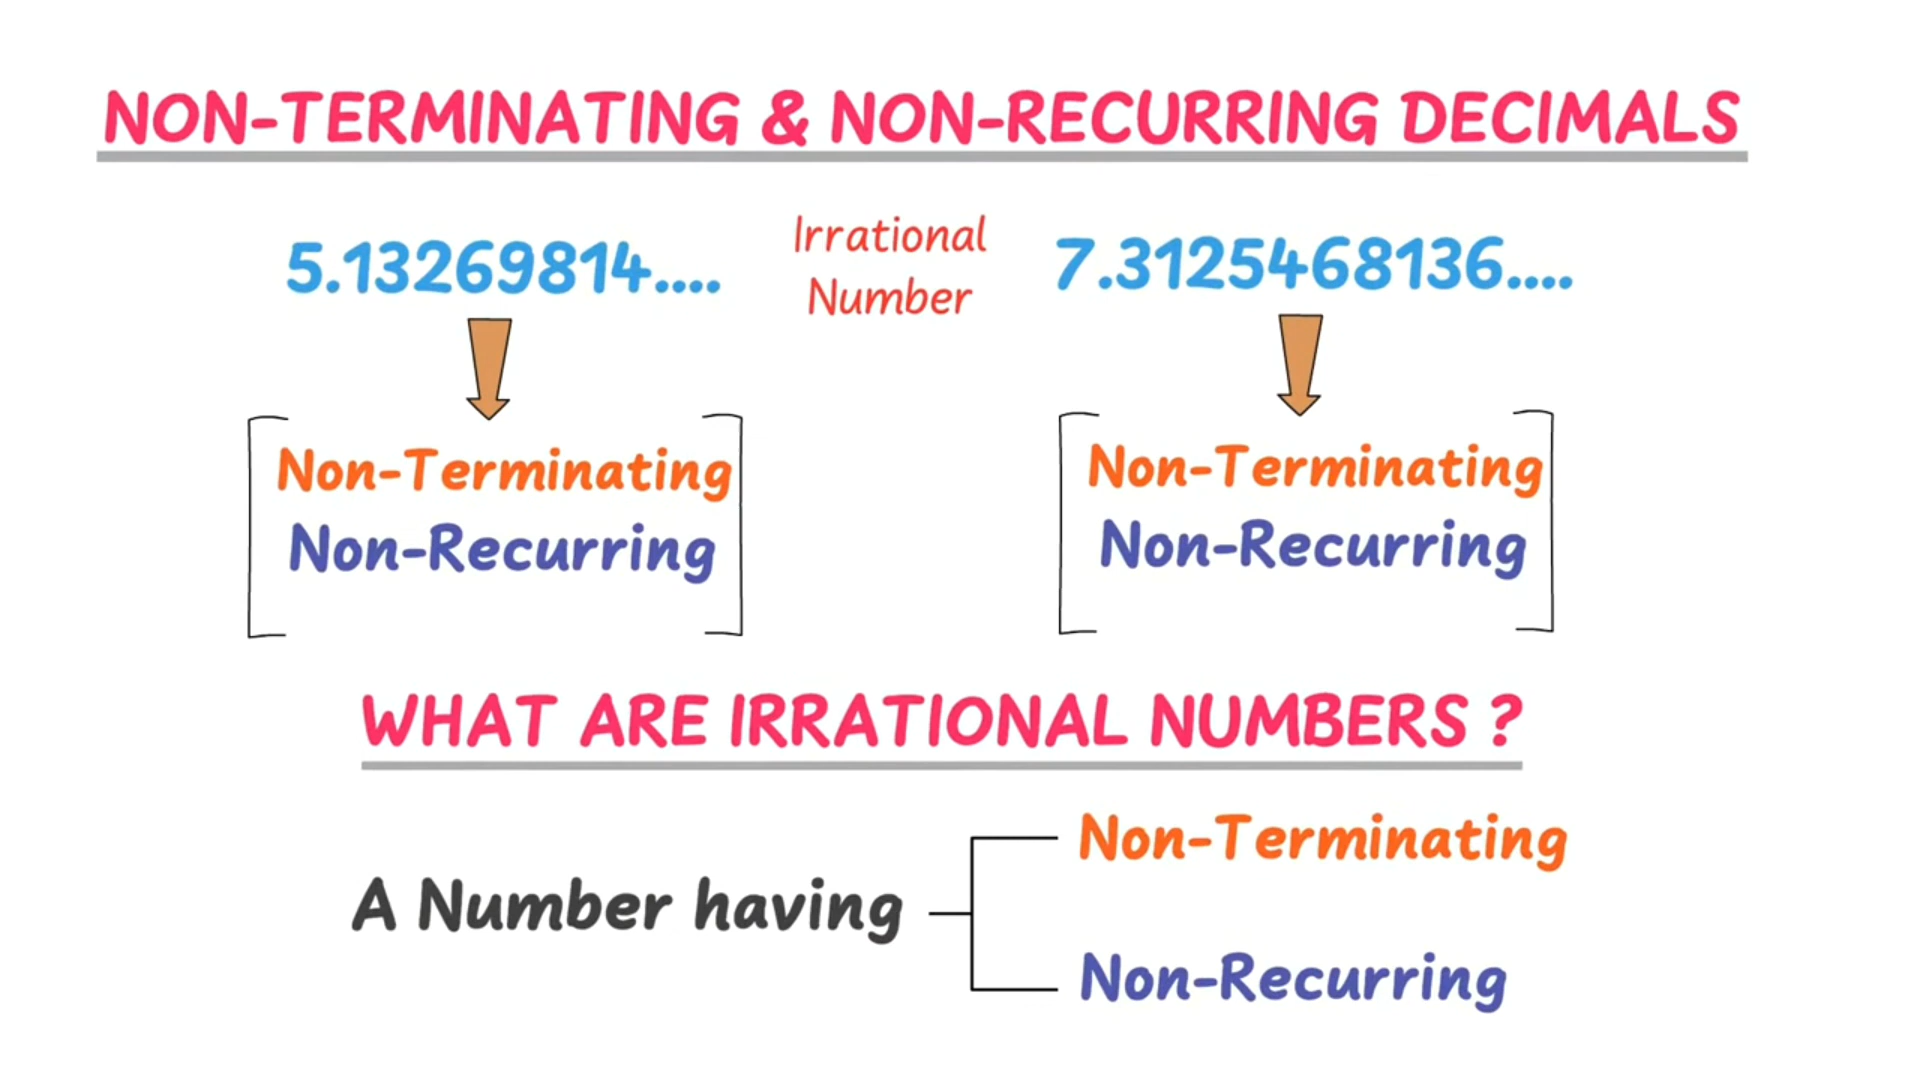 NON-TERMINATING & NON-RECURRING DECIMALS
5.13269814....
Irrational
Number
7.3125468136....
Non-Terminating
Non-Recurring
Non-Terminating
Non-Recurring
WHAT ARE IRRATIONAL NUMBERS ?
A Number having
Non-Terminating
Non-Recurring